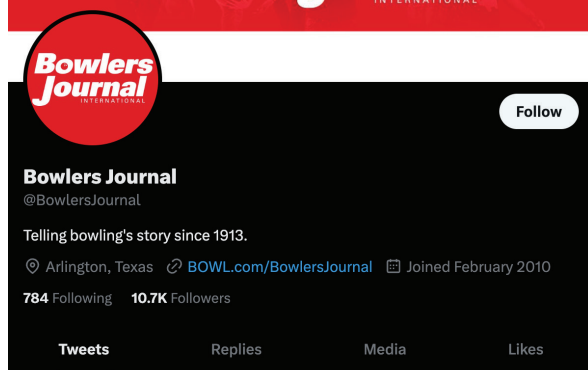 INTERNATIONAL
Bowlers
Journal
INTERNATIONAL
Follow
Bowlers Journal
@BowlersJournal
Telling bowling's story since 1913.
Arlington, Texas BOWL.com/BowlersJournal Joined February 2010
784 Following 10.7K Followers
Tweets Replies Media Likes